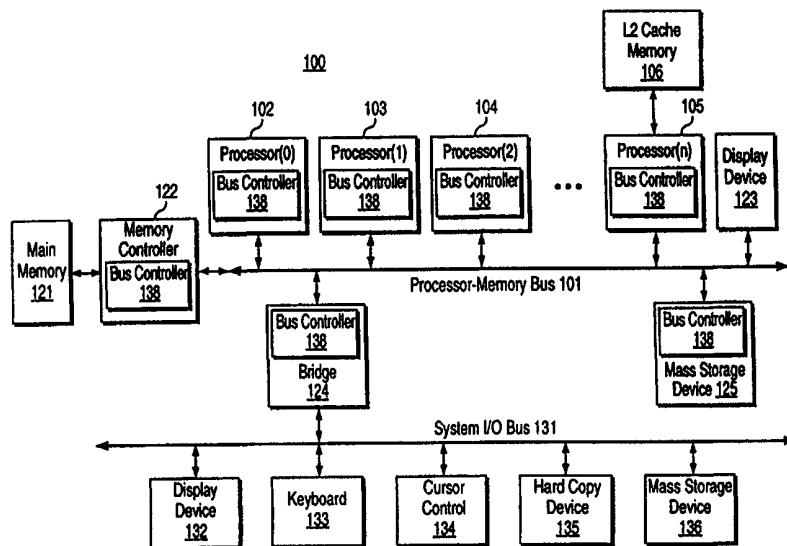 100
L2 Cache
Memory
106
102
Processor(0)
Bus Controller
138
103
Processor(1)
Bus Controller
138
104
Processor(2)
Bus Controller
138
...
105
Processor(n)
Bus Controller
138
Display
Device
123
Main
Memory
121
122
Memory
Controller
Bus Controller
138
Processor-Memory Bus 101
Bus Controller
138
Bridge
124
Bus Controller
138
Mass Storage
Device 125
System I/O Bus 131
Display
Device
132
Keyboard
133
Cursor
Control
134
Hard Copy
Device
135
Mass Storage
Device
136